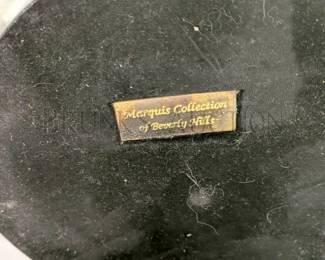 Marquis Collection
of Beverly Hills